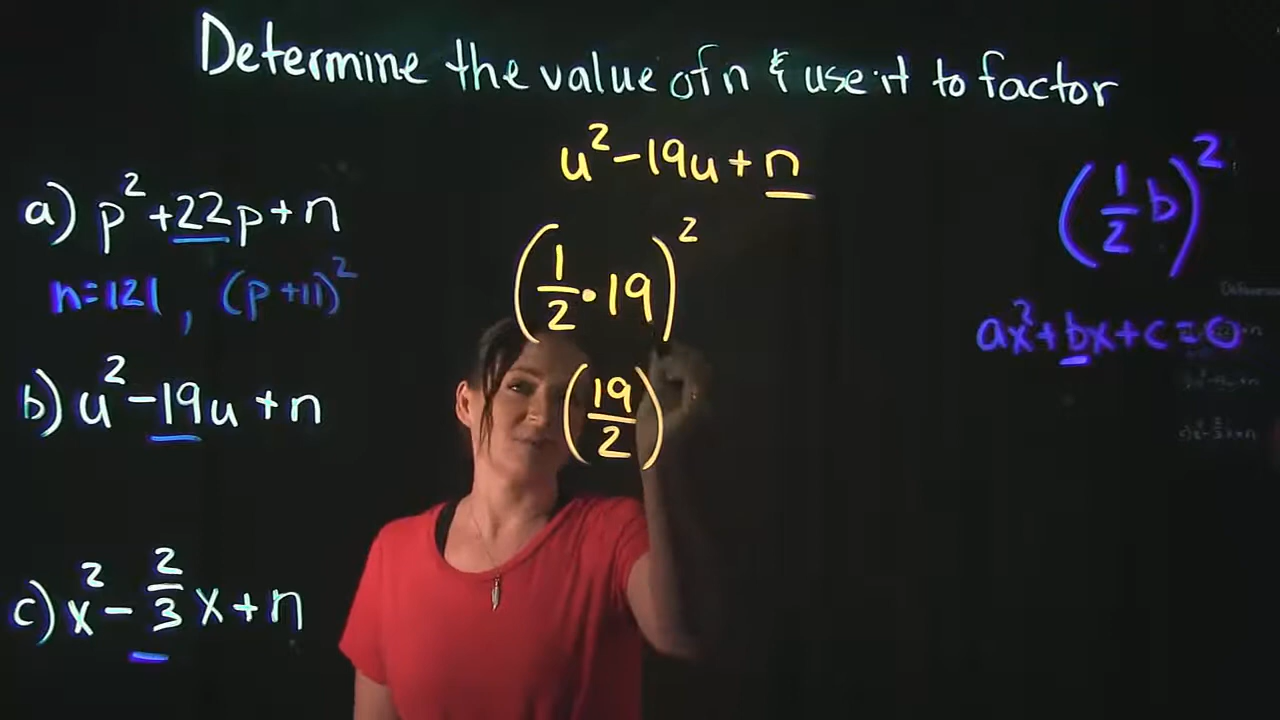 Determine the value of n & use it to factor
a) p² + 22p + n
n = 121, (p + 11)²
b) u² - 19u + n
c) x² - 2/3 x + n
u² - 19u + n
(1/2 · 19)²
(19/2)
(1/2 b)²
ax² + bx + c = 0